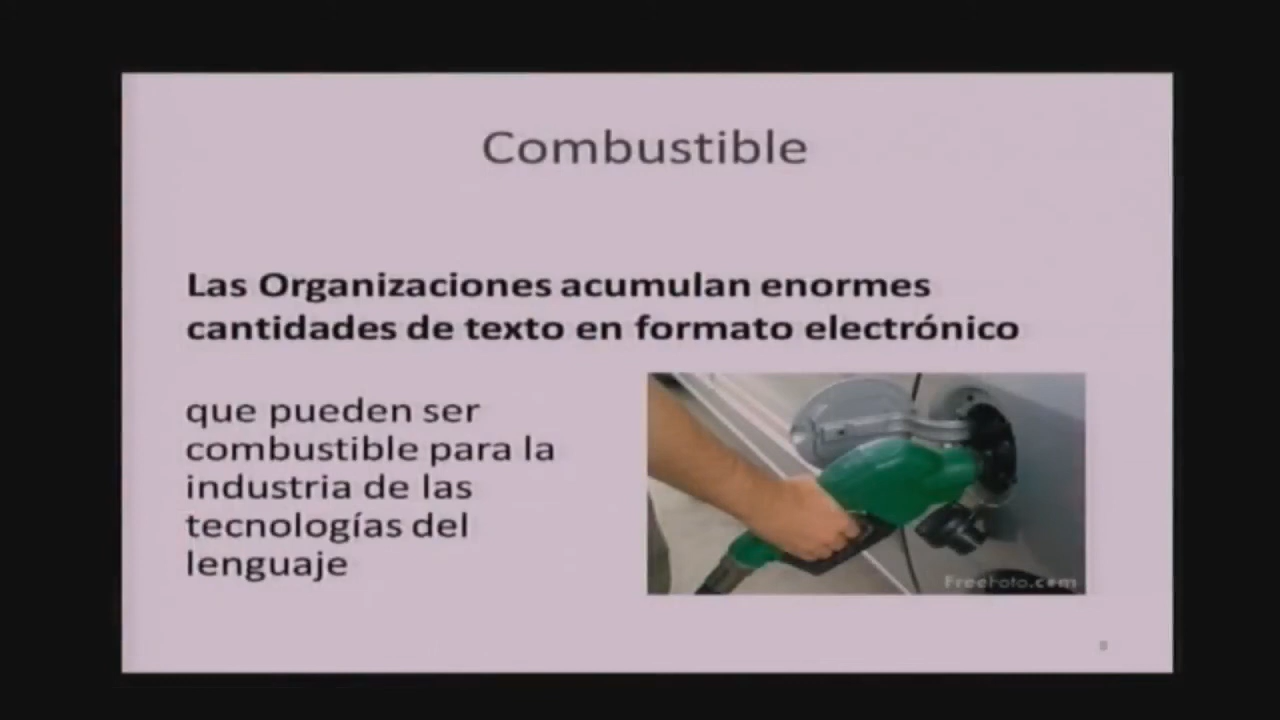 Combustible
Las Organizaciones acumulan enormes
cantidades de texto en formato electrónico
que pueden ser
combustible para la
industria de las
tecnologías del
lenguaje
FreeFoto.com